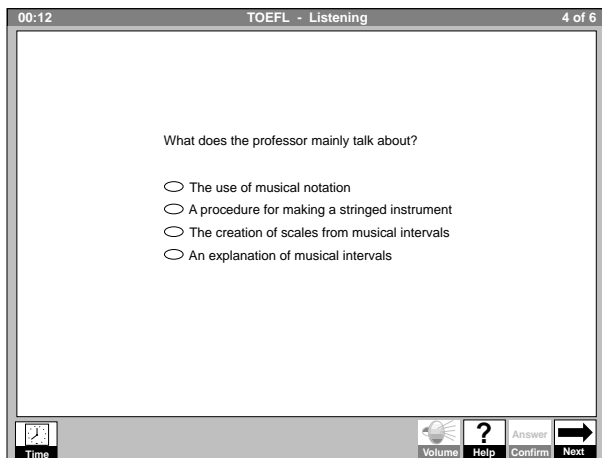 00:12 TOEFL - Listening 4 of 6
What does the professor mainly talk about?
The use of musical notation
A procedure for making a stringed instrument
The creation of scales from musical intervals
An explanation of musical intervals
? Answer
Time Volume Help Confirm Next